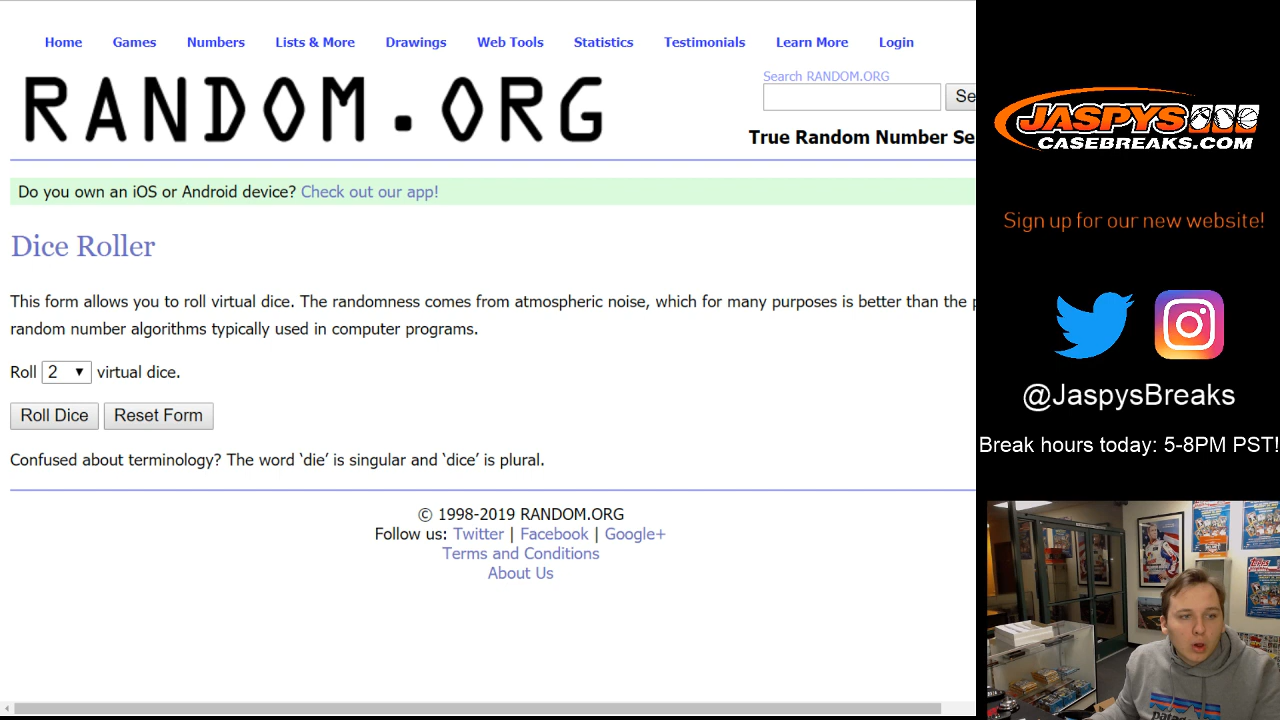 Home Games Numbers Lists & More Drawings Web Tools Statistics Testimonials Learn More Login
RANDOM.ORG
Search RANDOM.ORG
Se
True Random Number Se
Do you own an iOS or Android device? Check out our app!
Dice Roller
This form allows you to roll virtual dice. The randomness comes from atmospheric noise, which for many purposes is better than the
random number algorithms typically used in computer programs.
Roll 2 virtual dice.
Roll Dice Reset Form
Confused about terminology? The word ‘die’ is singular and ‘dice’ is plural.
© 1998-2019 RANDOM.ORG
Follow us: Twitter | Facebook | Google+
Terms and Conditions
About Us
JASPYS
CASEBREAKS.COM
Sign up for our new website!
@JaspysBreaks
Break hours today: 5-8PM PST!